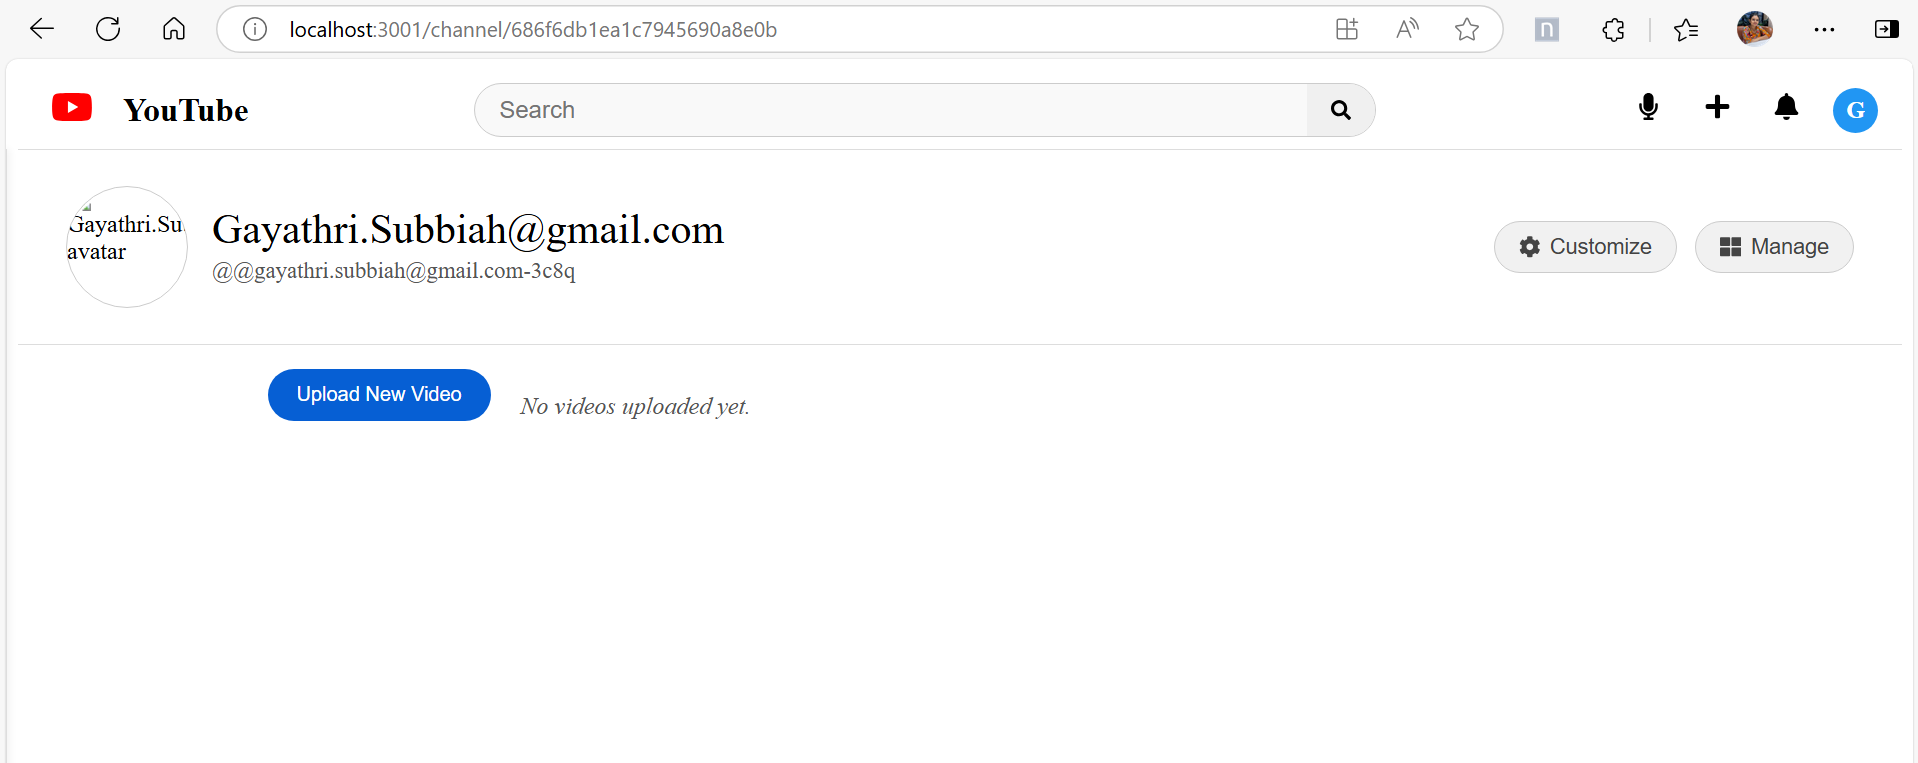 localhost:3001/channel/686f6db1ea1c7945690a8e0b
YouTube
Search
G
Gayathri.Su
avatar
Gayathri.Subbiah@gmail.com
@@gayathri.subbiah@gmail.com-3c8q
Customize
Manage
Upload New Video
No videos uploaded yet.